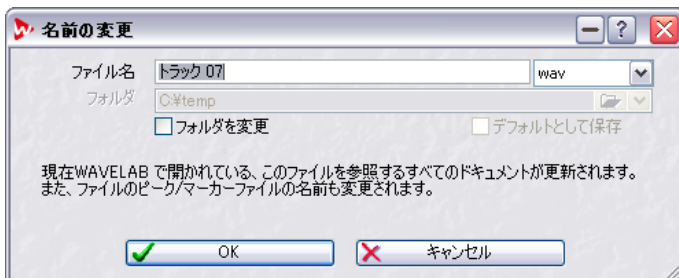 名前の変更
ファイル名 トラック 07 wav
フォルダ C:¥temp
フォルダを変更 デフォルトとして保存
現在WAVELAB で開かれている、このファイルを参照するすべてのドキュメントが更新されます。
また、ファイルのピーク/マーカーファイルの名前も変更されます。
OK キャンセル